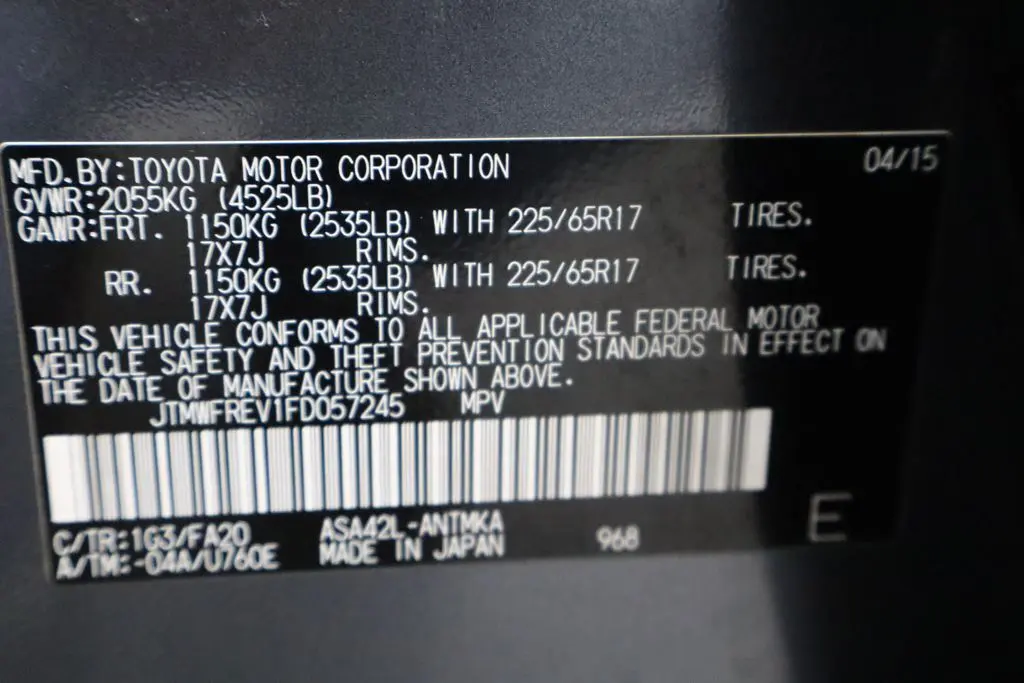 MFD.BY:TOYOTA MOTOR CORPORATION 04/15
GVWR:2055KG (4525LB)
GAWR:FRT. 1150KG (2535LB) WITH 225/65R17 TIRES.
17X7J RIMS.
RR. 1150KG (2535LB) WITH 225/65R17 TIRES.
17X7J RIMS.
THIS VEHICLE CONFORMS TO ALL APPLICABLE FEDERAL MOTOR
VEHICLE SAFETY AND THEFT PREVENTION STANDARDS IN EFFECT ON
THE DATE OF MANUFACTURE SHOWN ABOVE.
JTMWFREV1FD057245 MPV
C/TR:1G3/FA20 ASA42L-ANTMKA 968 E
A/TM:-04A/U760E MADE IN JAPAN